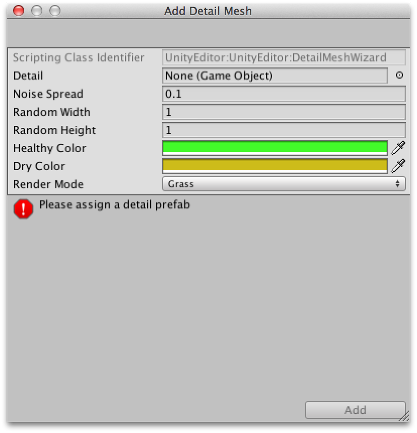 Add Detail Mesh
Scripting Class Identifier UnityEditor:UnityEditor:DetailMeshWizard
Detail None (Game Object)
Noise Spread 0.1
Random Width 1
Random Height 1
Healthy Color
Dry Color
Render Mode Grass
Please assign a detail prefab
Add